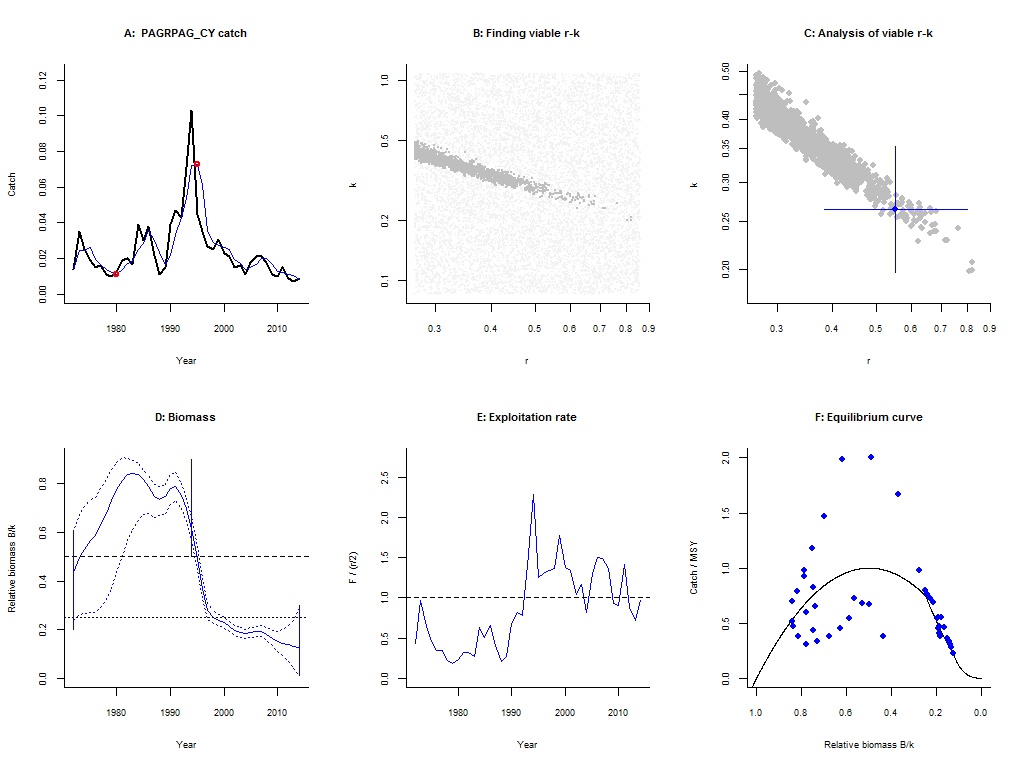 A:  PAGRPAG_CY catch
Catch
0.12
0.10
0.08
0.06
0.04
0.02
0.00
1980 1990 2000 2010
Year
B: Finding viable r-k
k
1.0
0.5
0.2
0.1
0.3 0.4 0.5 0.6 0.7 0.8 0.9
r
C: Analysis of viable r-k
k
0.50
0.40
0.35
0.30
0.25
0.20
0.3 0.4 0.5 0.6 0.7 0.8 0.9
r
D: Biomass
Relative biomass B/k
0.8
0.6
0.4
0.2
0.0
1980 1990 2000 2010
Year
E: Exploitation rate
F / (r/2)
2.5
2.0
1.5
1.0
0.5
0.0
1980 1990 2000 2010
Year
F: Equilibrium curve
Catch / MSY
2.0
1.5
1.0
0.5
0.0
1.0 0.8 0.6 0.4 0.2 0.0
Relative biomass B/k